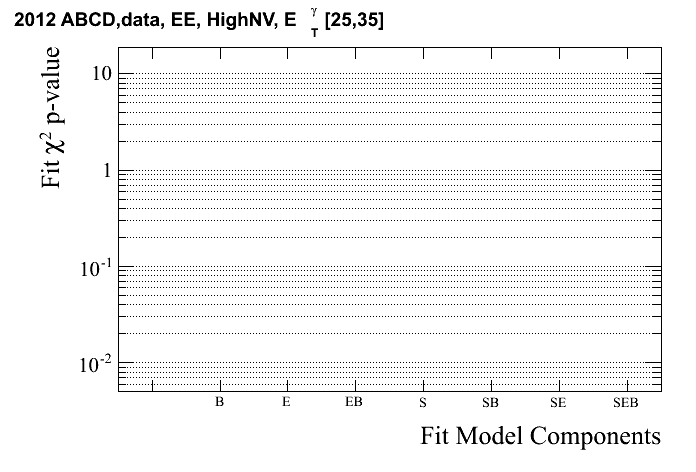 2012 ABCD,data, EE, HighNV, E γ T [25,35]
Fit χ² p-value
10
1
10⁻¹
10⁻²
B E EB S SB SE SEB
Fit Model Components